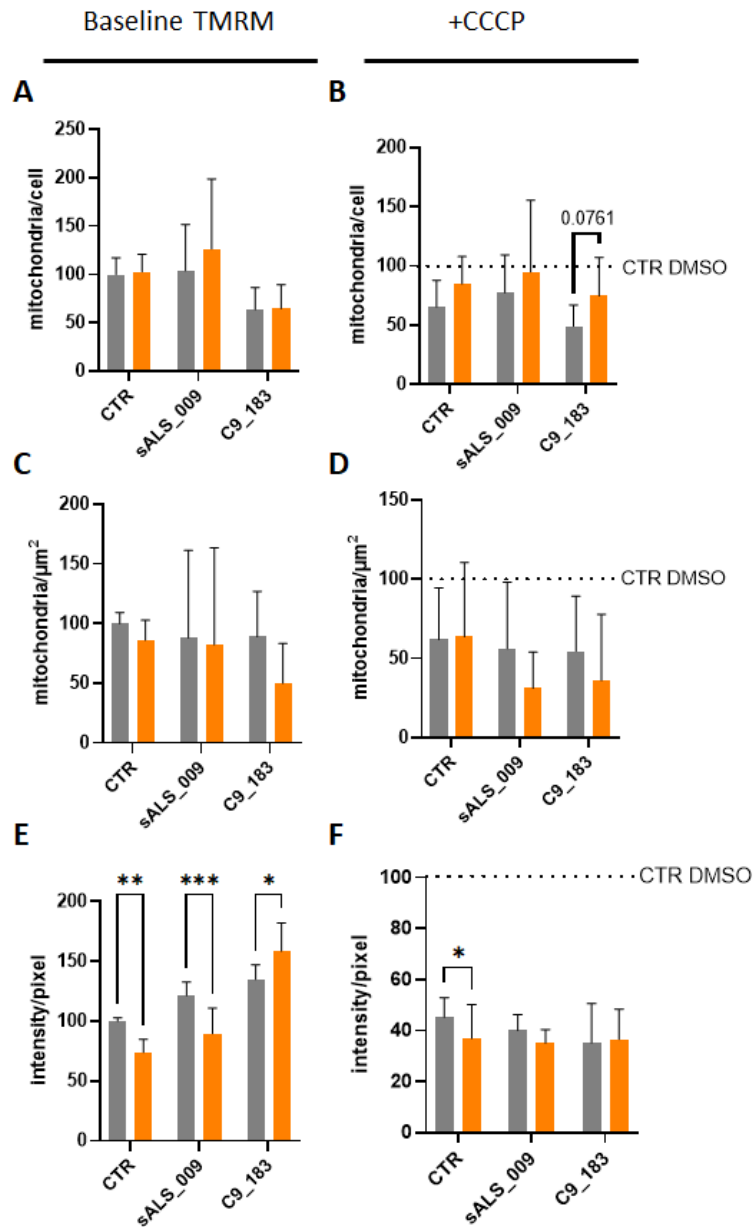 Baseline TMRM
+CCCP
A
mitochondria/cell
250
200
150
100
50
0
CTR
sALS_009
C9_183
B
mitochondria/cell
200
150
100
50
0
0.0761
CTR DMSO
CTR
sALS_009
C9_183
C
mitochondria/µm²
200
150
100
50
0
CTR
sALS_009
C9_183
D
mitochondria/µm²
150
100
50
0
CTR DMSO
CTR
sALS_009
C9_183
E
intensity/pixel
200
150
100
50
0
**
***
*
CTR
sALS_009
C9_183
F
intensity/pixel
100
80
60
40
20
0
CTR DMSO
*
CTR
sALS_009
C9_183